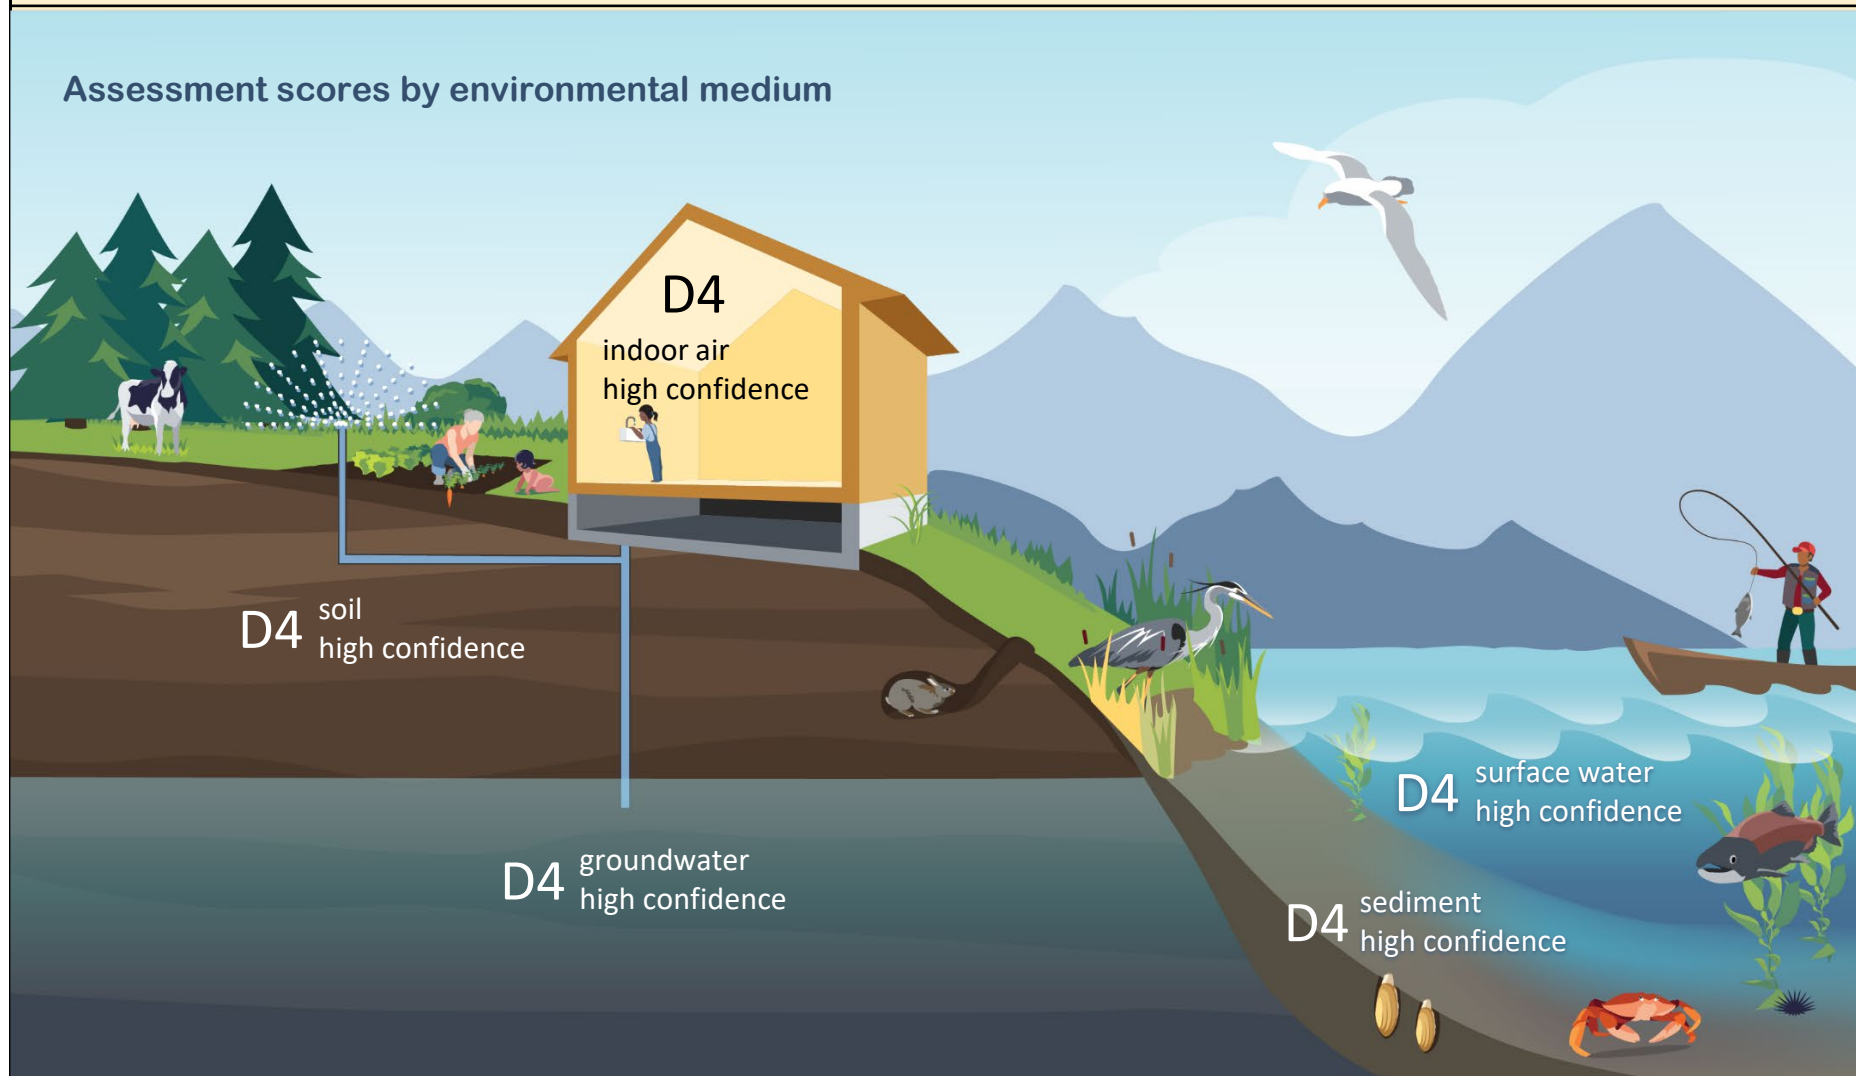 Assessment scores by environmental medium
D4
indoor air
high confidence
D4
soil
high confidence
D4
surface water
high confidence
D4
groundwater
high confidence
D4
sediment
high confidence